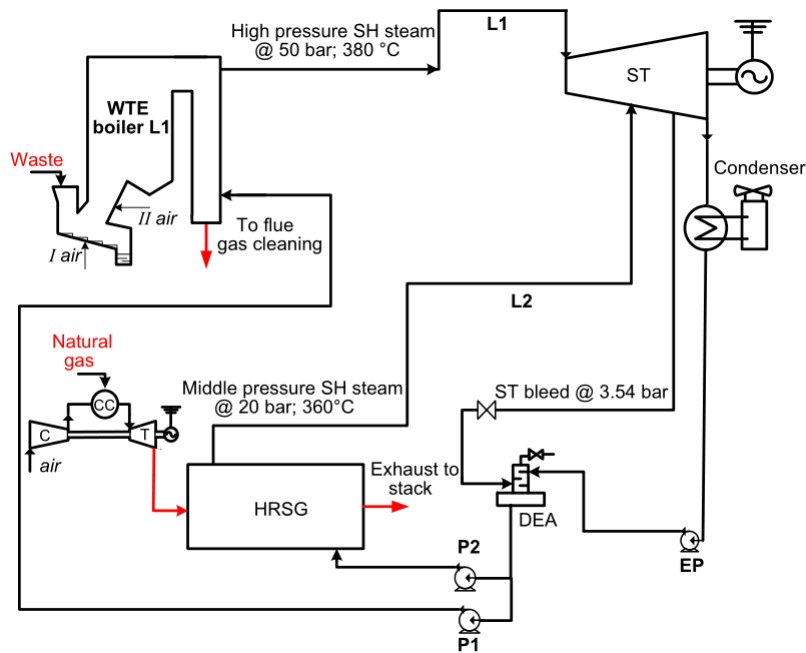 High pressure SH steam
@ 50 bar; 380 °C
L1
ST
WTE
boiler L1
Waste
II air
I air
To flue
gas cleaning
Condenser
L2
Natural
gas
CC
C
T
air
Middle pressure SH steam
@ 20 bar; 360°C
ST bleed @ 3.54 bar
HRSG
Exhaust to
stack
DEA
P2
EP
P1